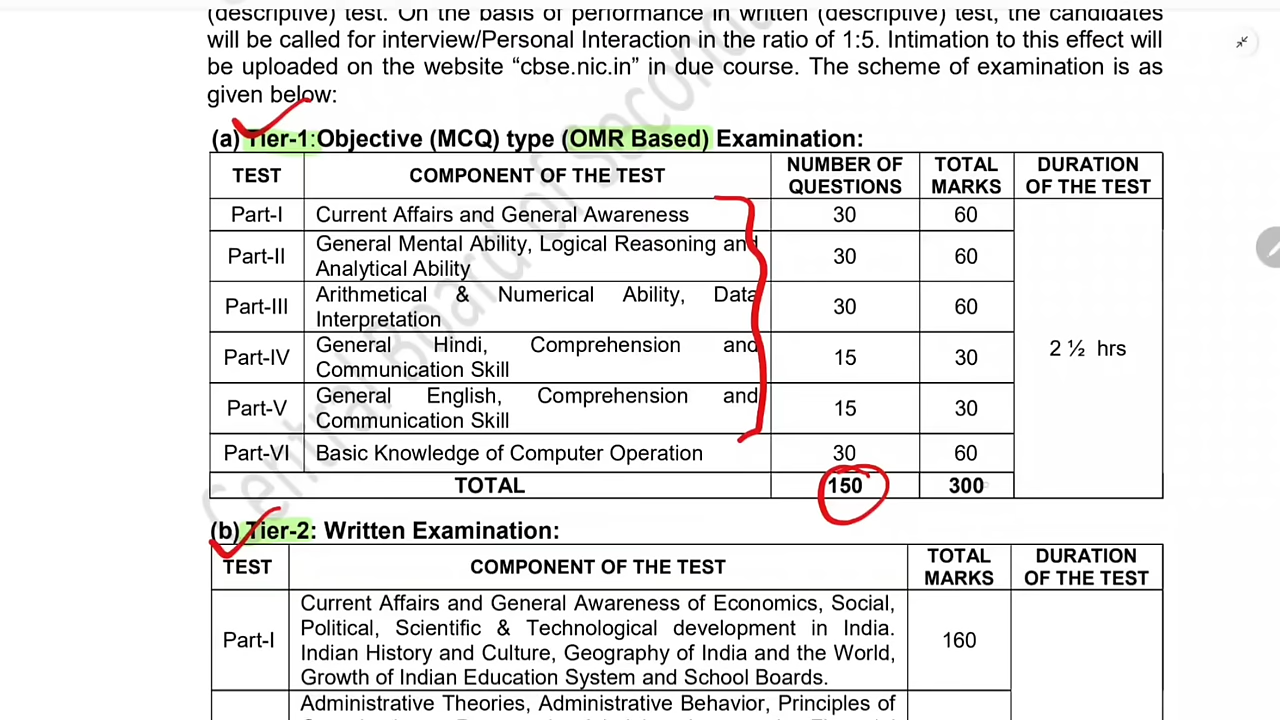 (descriptive) test. On the basis of performance in written (descriptive) test, the candidates
will be called for interview/Personal Interaction in the ratio of 1:5. Intimation to this effect will
be uploaded on the website “cbse.nic.in” in due course. The scheme of examination is as
given below:
(a) Tier-1:Objective (MCQ) type (OMR Based) Examination:
TEST COMPONENT OF THE TEST NUMBER OF QUESTIONS TOTAL MARKS DURATION OF THE TEST
Part-I Current Affairs and General Awareness 30 60
Part-II General Mental Ability, Logical Reasoning and
Analytical Ability 30 60
Part-III Arithmetical & Numerical Ability, Data
Interpretation 30 60
Part-IV General Hindi, Comprehension and
Communication Skill 15 30
2 ½ hrs
Part-V General English, Comprehension and
Communication Skill 15 30
Part-VI Basic Knowledge of Computer Operation 30 60
TOTAL 150 300
(b) Tier-2: Written Examination:
TEST COMPONENT OF THE TEST TOTAL MARKS DURATION OF THE TEST
Part-I Current Affairs and General Awareness of Economics, Social,
Political, Scientific & Technological development in India.
Indian History and Culture, Geography of India and the World,
Growth of Indian Education System and School Boards. 160
Administrative Theories, Administrative Behavior, Principles of
Central Board of Secon